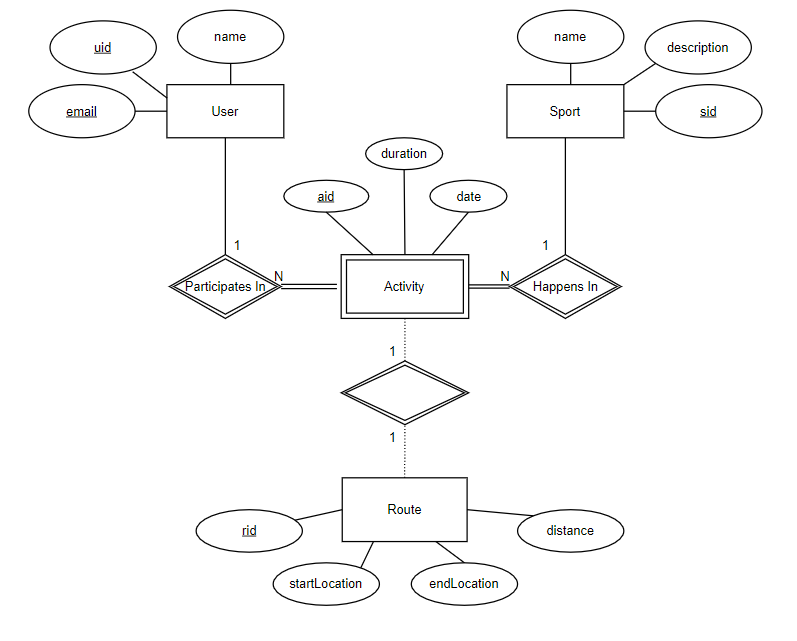 name
name
uid
description
email
User
Sport
sid
duration
aid
date
1
1
N
N
Participates In
Activity
Happens In
1
1
Route
rid
distance
startLocation
endLocation